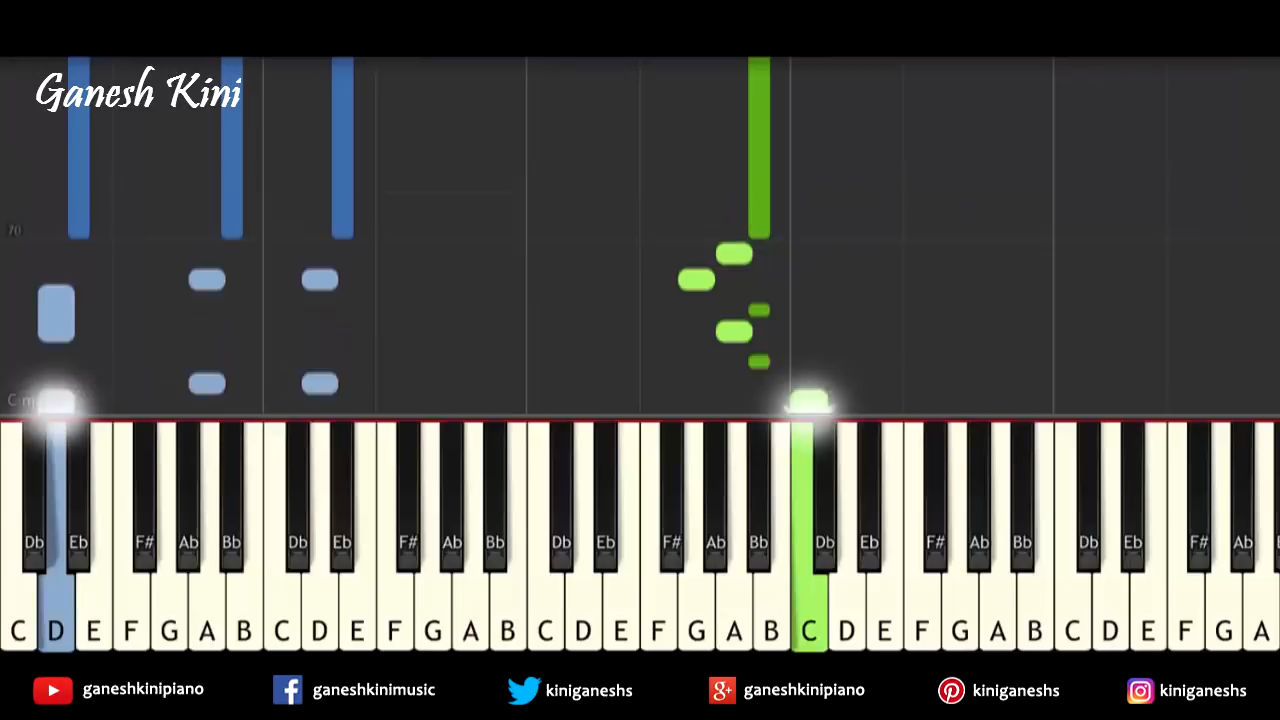 Ganesh Kini
70
C m
Db Eb F# Ab Bb Db Eb F# Ab Bb Db Eb F# Ab Bb Db Eb F# Ab Bb Db Eb F# Ab
C D E F G A B C D E F G A B C D E F G A B C D E F G A B C D E F G A
ganeshkinipiano ganeshkinimusic kiniganeshs ganeshkinipiano kiniganeshs kiniganeshs